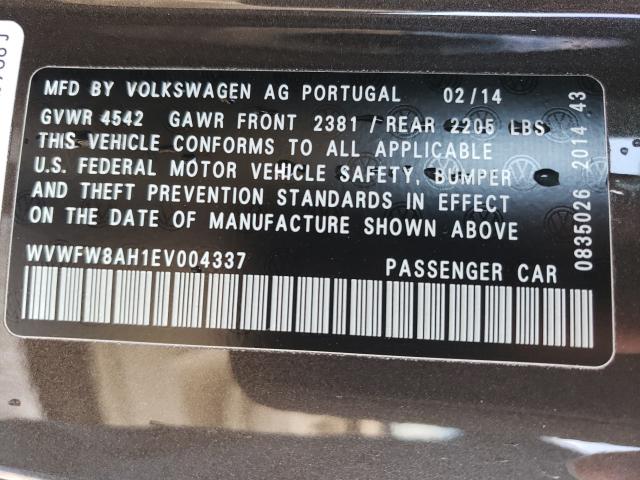 MFD BY VOLKSWAGEN AG PORTUGAL 02/14
GVWR 4542 GAWR FRONT 2381 / REAR 2206 LBS
THIS VEHICLE CONFORMS TO ALL APPLICABLE
U.S. FEDERAL MOTOR VEHICLE SAFETY, BUMPER
AND THEFT PREVENTION STANDARDS IN EFFECT
ON THE DATE OF MANUFACTURE SHOWN ABOVE
WVWFW8AH1EV004337 PASSENGER CAR
0835026 2014 43